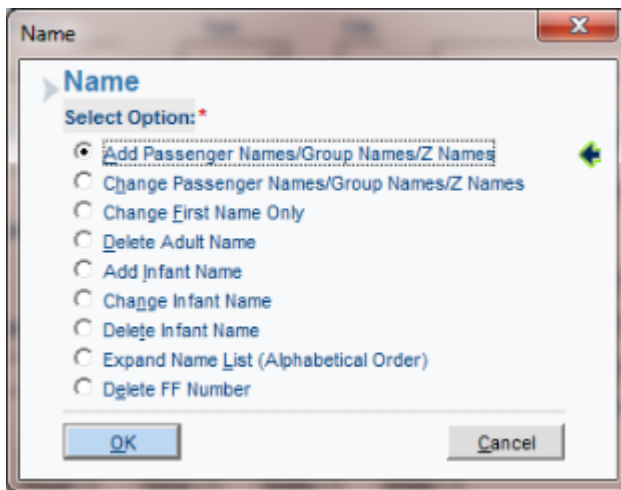 Name
Name
Select Option:*
Add Passenger Names/Group Names/Z Names
Change Passenger Names/Group Names/Z Names
Change First Name Only
Delete Adult Name
Add Infant Name
Change Infant Name
Delete Infant Name
Expand Name List (Alphabetical Order)
Delete FF Number
OK Cancel